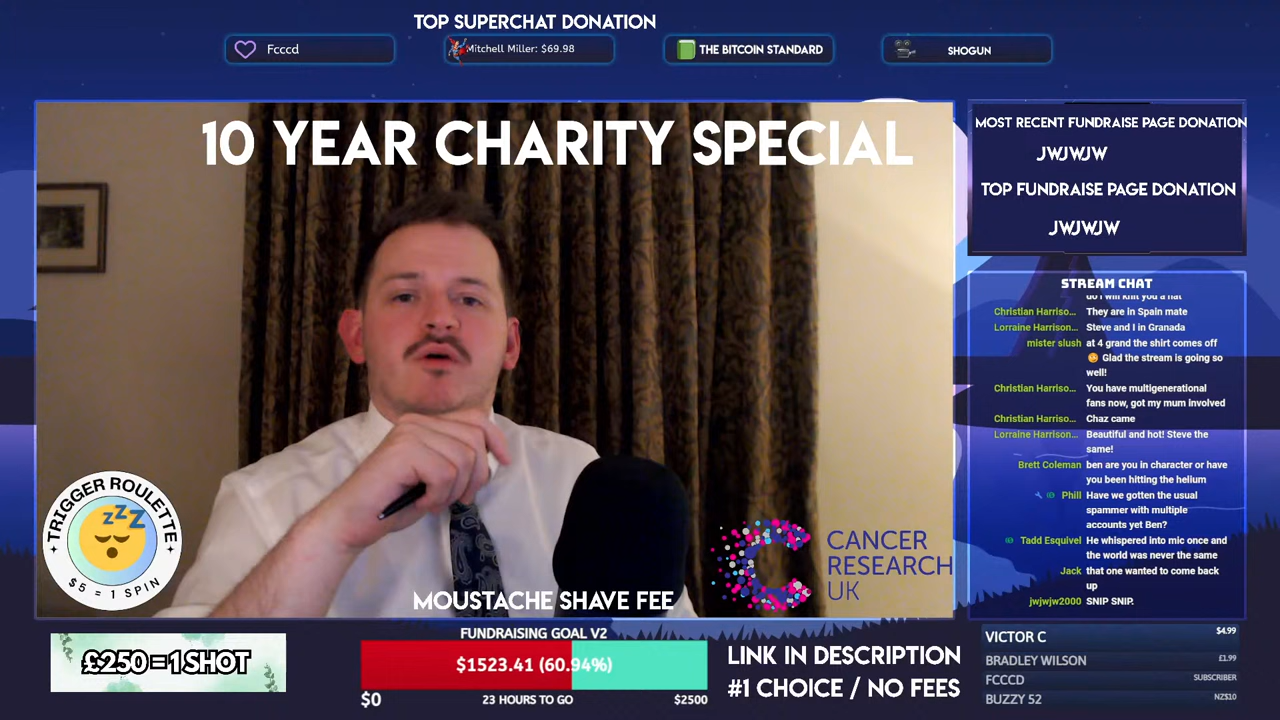 TOP SUPERCHAT DONATION
Fcccd
Mitchell Miller: $69.98
THE BITCOIN STANDARD
SHOGUN
10 YEAR CHARITY SPECIAL
MOST RECENT FUNDRAISE PAGE DONATION
JWJWJW
TOP FUNDRAISE PAGE DONATION
JWJWJW
STREAM CHAT
do I will knit you a hat
Christian Harriso... They are in Spain mate
Lorraine Harrison... Steve and I in Granada
mister slush at 4 grand the shirt comes off
Glad the stream is going so
well!
Christian Harriso... You have multigenerational
fans now, got my mum involved
Christian Harriso... Chaz came
Lorraine Harrison... Beautiful and hot! Steve the
same!
Brett Coleman ben are you in character or have
you been hitting the helium
Phill Have we gotten the usual
spammer with multiple
accounts yet Ben?
Tadd Esquivel He whispered into mic once and
the world was never the same
Jack that one wanted to come back
up
jwjwjw2000 SNIP SNIP.
TRIGGER ROULETTE
zzZ
$5 = 1 SPIN
CANCER
RESEARCH
UK
MOUSTACHE SHAVE FEE
£250 = 1 SHOT
FUNDRAISING GOAL V2
$1523.41 (60.94%)
$0
23 HOURS TO GO
$2500
LINK IN DESCRIPTION
#1 CHOICE / NO FEES
VICTOR C $4.99
BRADLEY WILSON £1.99
FCCCD SUBSCRIBER
BUZZY 52 NZ$10